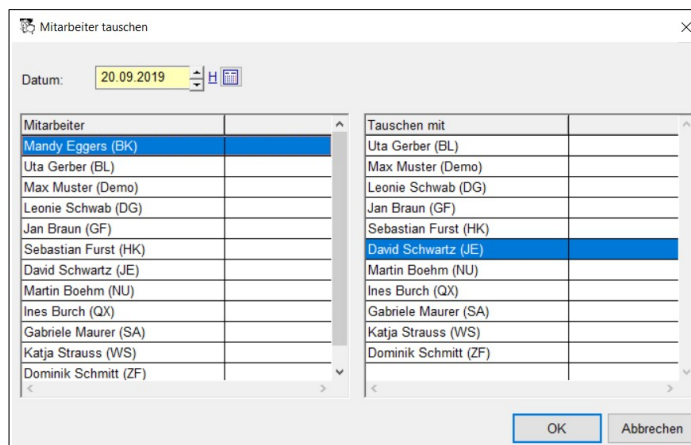 Mitarbeiter tauschen
Datum: 20.09.2019 H
Mitarbeiter
Mandy Eggers (BK)
Uta Gerber (BL)
Max Muster (Demo)
Leonie Schwab (DG)
Jan Braun (GF)
Sebastian Furst (HK)
David Schwartz (JE)
Martin Boehm (NU)
Ines Burch (QX)
Gabriele Maurer (SA)
Katja Strauss (WS)
Dominik Schmitt (ZF)
Tauschen mit
Uta Gerber (BL)
Max Muster (Demo)
Leonie Schwab (DG)
Jan Braun (GF)
Sebastian Furst (HK)
David Schwartz (JE)
Martin Boehm (NU)
Ines Burch (QX)
Gabriele Maurer (SA)
Katja Strauss (WS)
Dominik Schmitt (ZF)
OK
Abbrechen